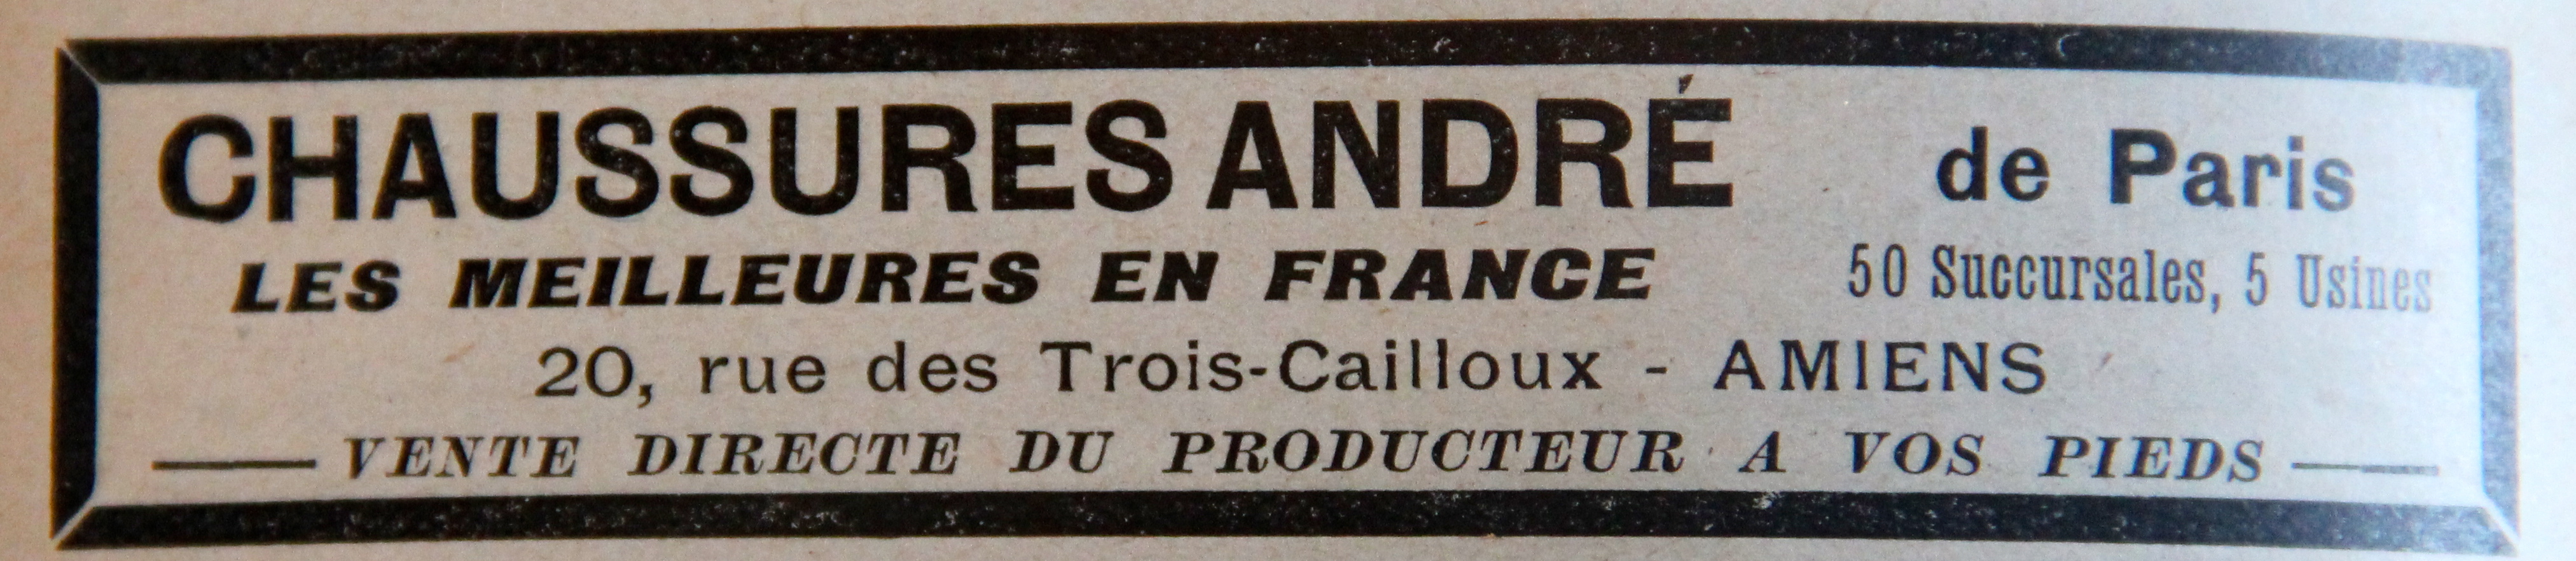 CHAUSSURES ANDRÉ de Paris
LES MEILLEURES EN FRANCE 50 Succursales, 5 Usines
20, rue des Trois-Cailloux - AMIENS
VENTE DIRECTE DU PRODUCTEUR A VOS PIEDS